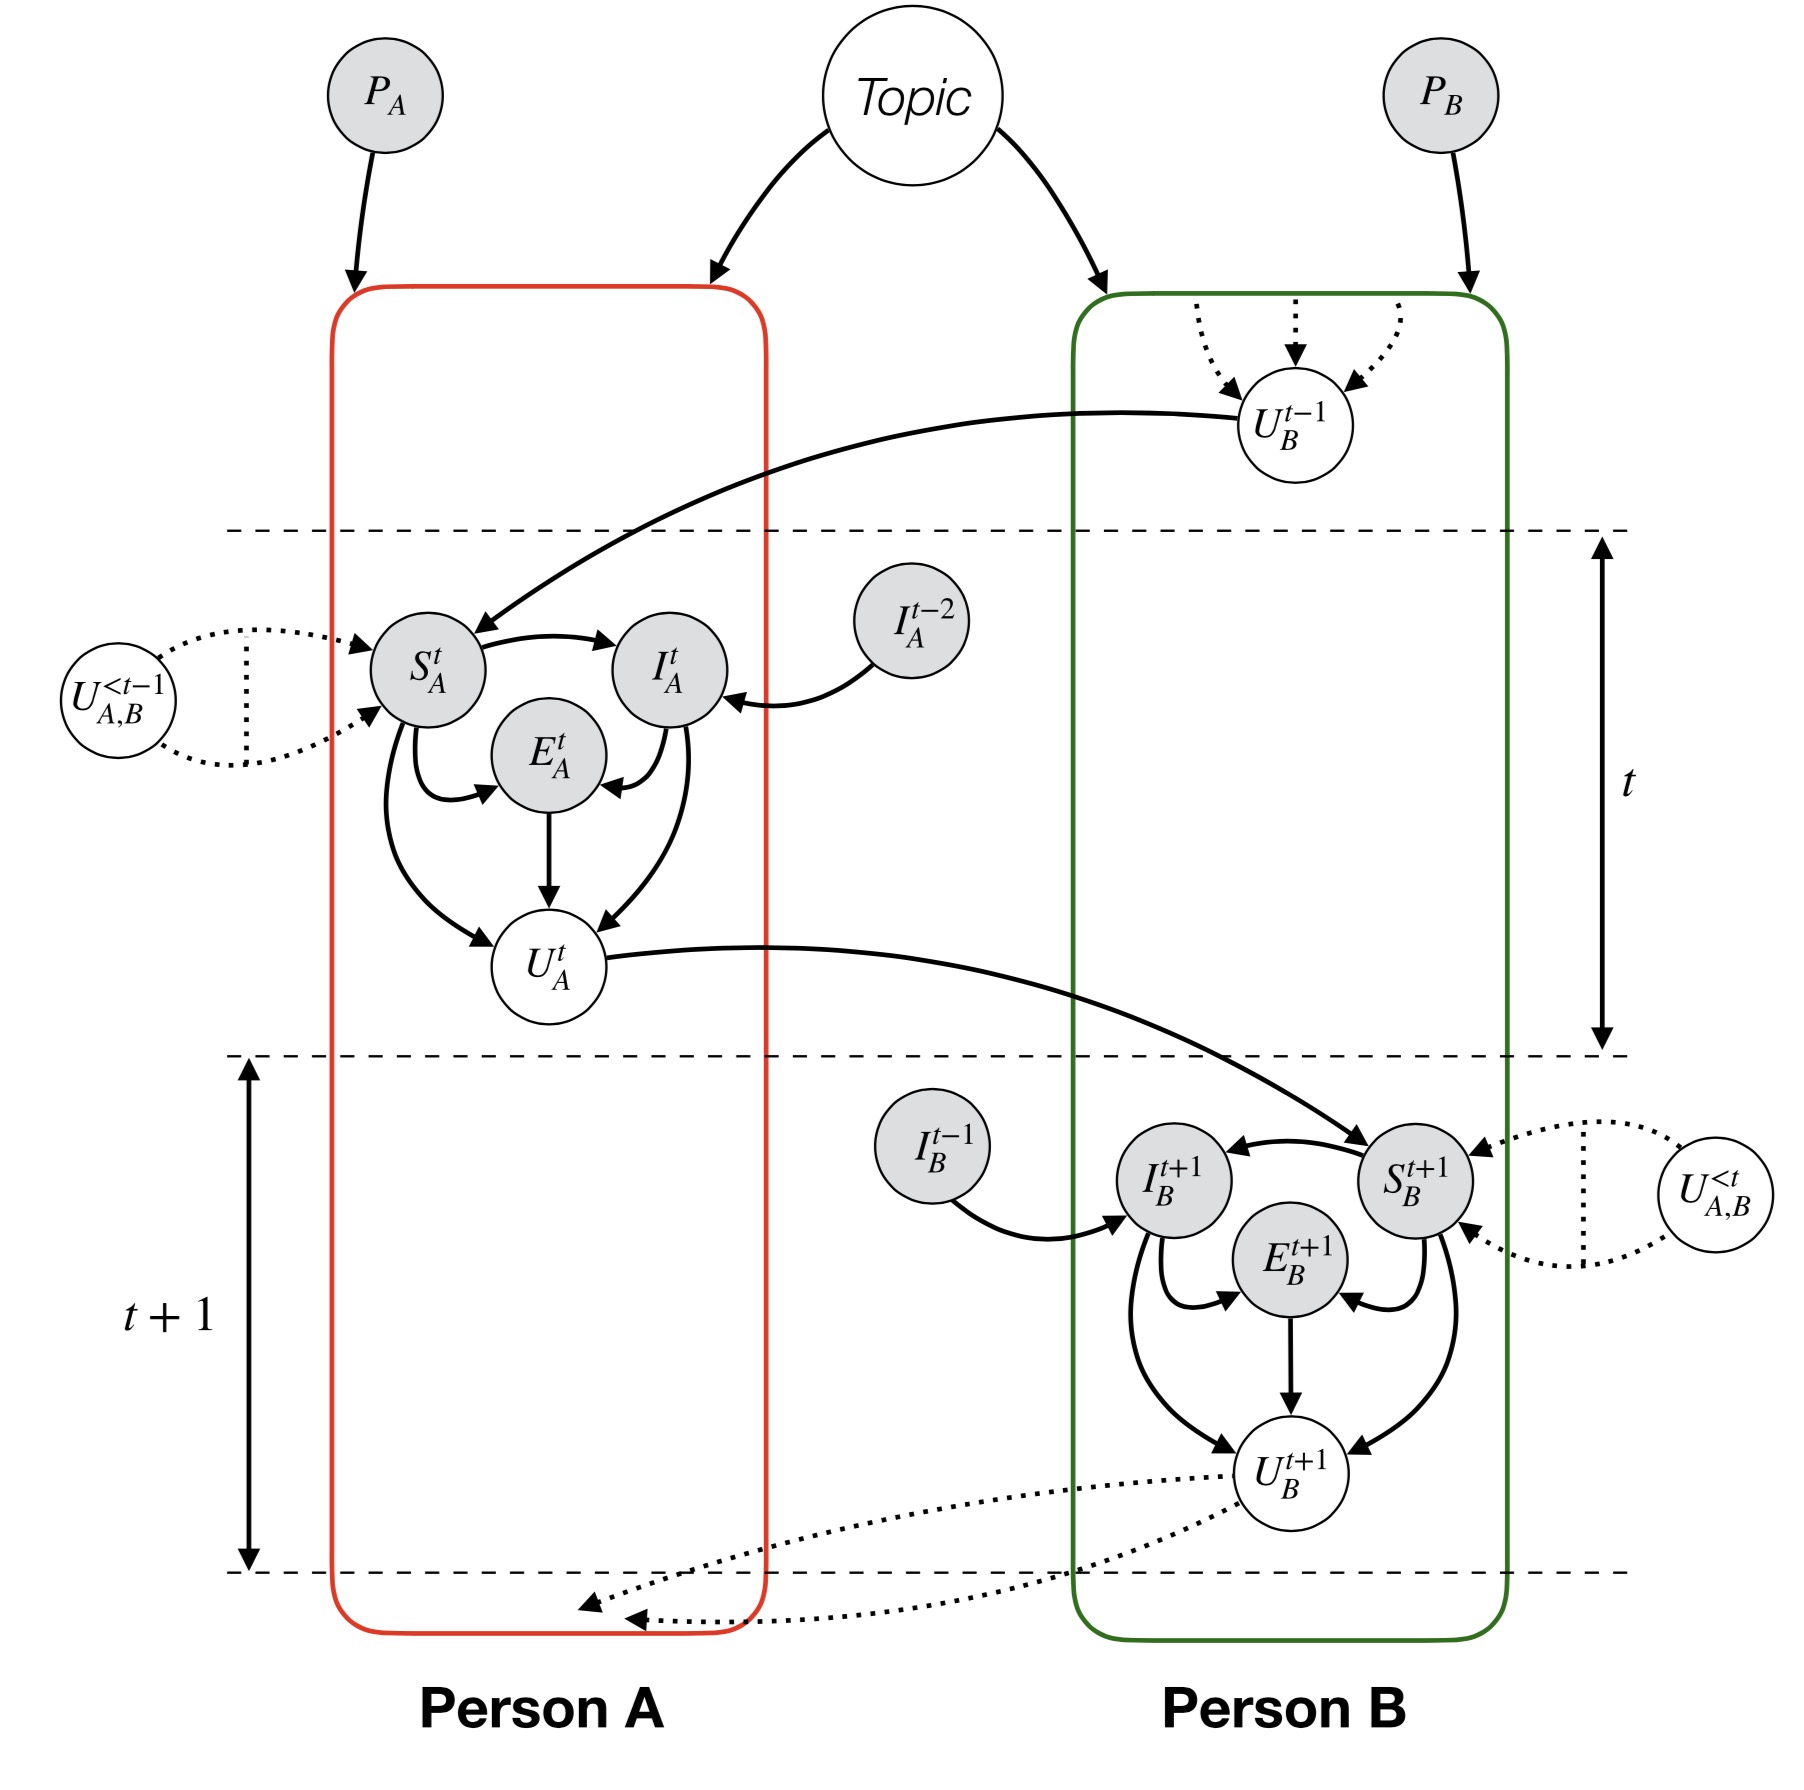 P_A
Topic
P_B
U_B^{t-1}
I_A^{t-2}
S_A^t
I_A^t
U_{A,B}^{<t-1}
E_A^t
t
U_A^t
I_B^{t-1}
I_B^{t+1}
S_B^{t+1}
U_{A,B}^{<t}
E_B^{t+1}
t + 1
U_B^{t+1}
Person A
Person B